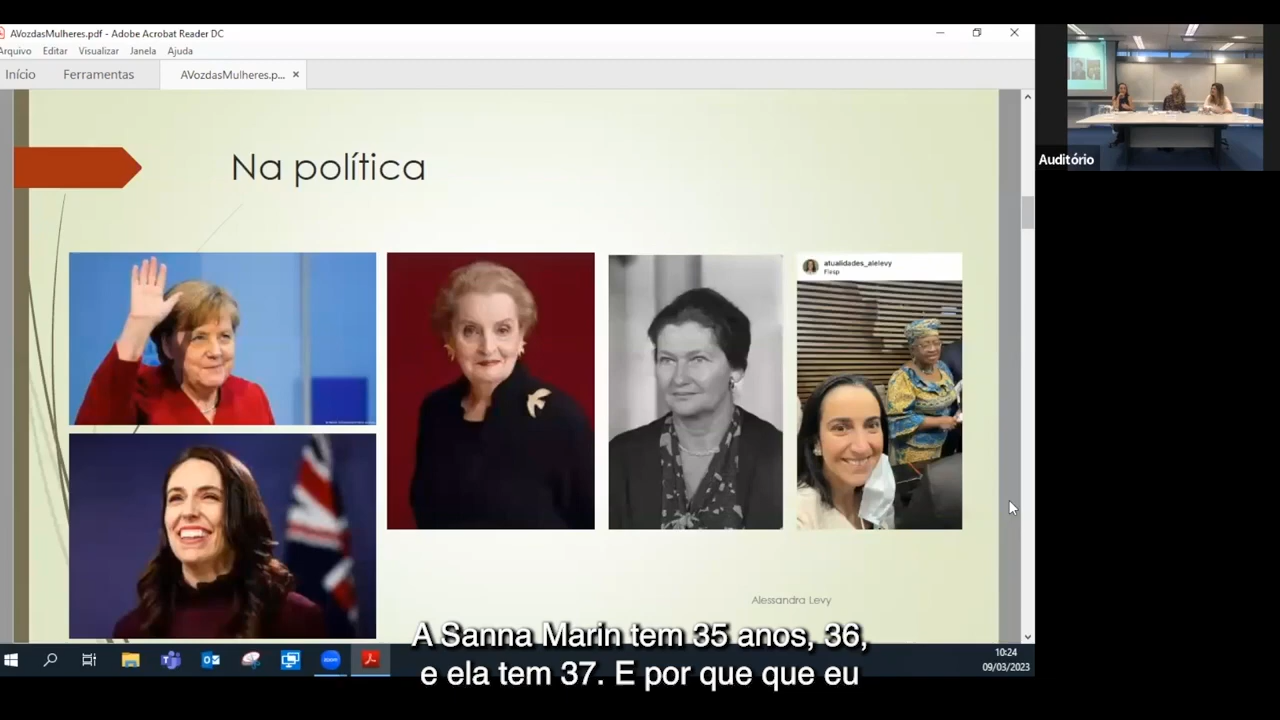 AVozdasMulheres.pdf - Adobe Acrobat Reader DC
Arquivo Editar Visualizar Janela Ajuda
Início Ferramentas AVozdasMulheres.p... ×
Auditório
Na política
atualidades_alelevy
Fiesp
Alessandra Levy
A Sanna Marin tem 35 anos, 36,
e ela tem 37. E por que que eu
10:24
09/03/2023